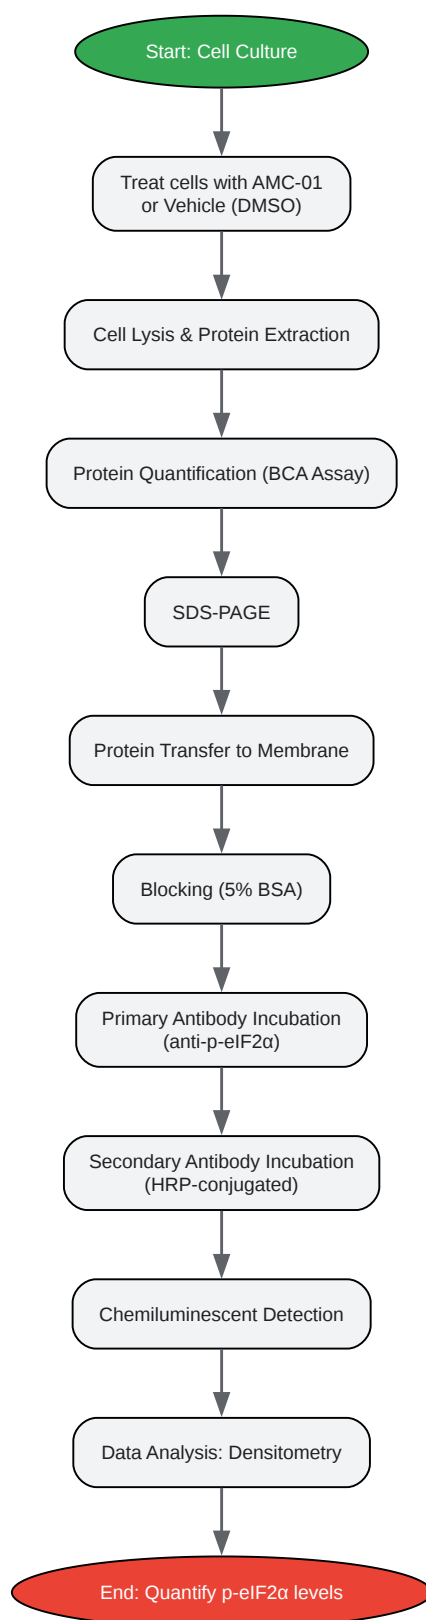 Start: Cell Culture
Treat cells with AMC-01
or Vehicle (DMSO)
Cell Lysis & Protein Extraction
Protein Quantification (BCA Assay)
SDS-PAGE
Protein Transfer to Membrane
Blocking (5% BSA)
Primary Antibody Incubation
(anti-p-eIF2α)
Secondary Antibody Incubation
(HRP-conjugated)
Chemiluminescent Detection
Data Analysis: Densitometry
End: Quantify p-eIF2α levels